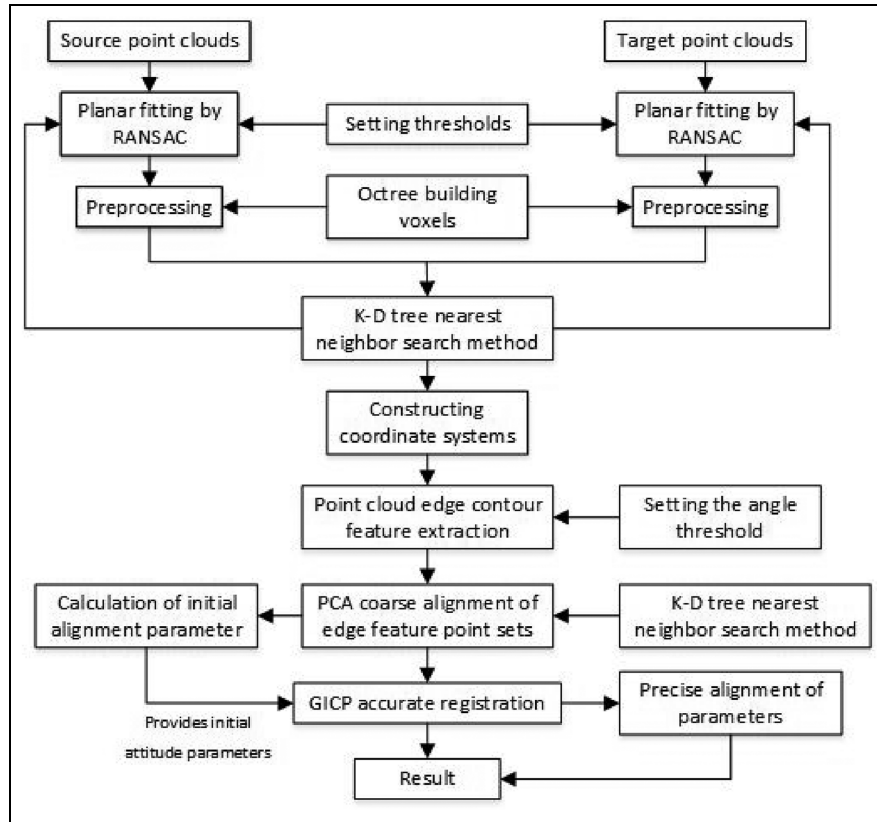 Source point clouds
Target point clouds
Planar fitting by
RANSAC
Setting thresholds
Planar fitting by
RANSAC
Preprocessing
Octree building
voxels
Preprocessing
K-D tree nearest
neighbor search method
Constructing
coordinate systems
Point cloud edge contour
feature extraction
Setting the angle
threshold
Calculation of initial
alignment parameter
PCA coarse alignment of
edge feature point sets
K-D tree nearest
neighbor search method
Provides initial
attitude parameters
GICP accurate registration
Precise alignment of
parameters
Result